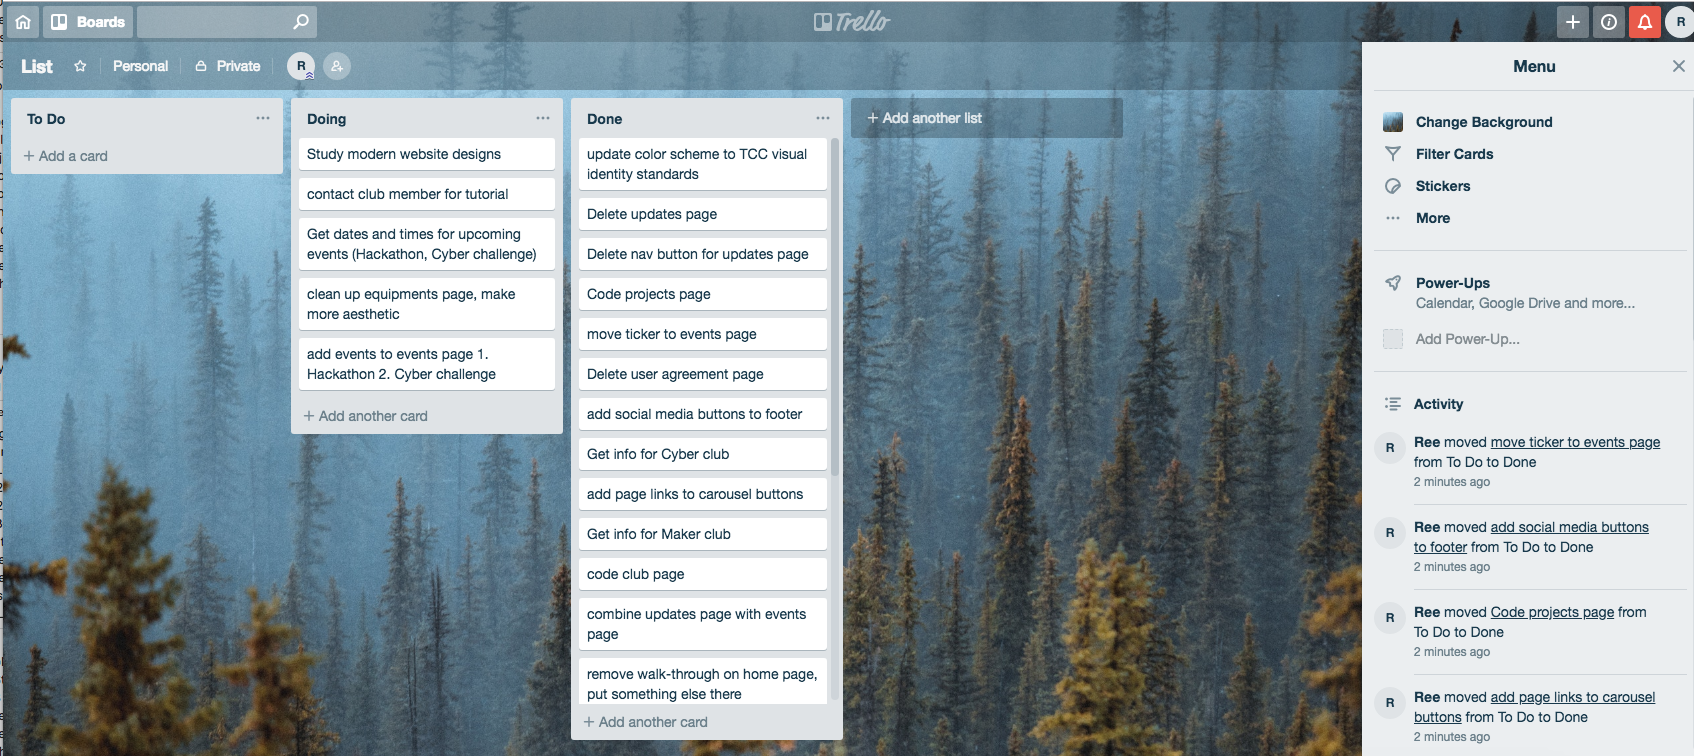 Boards
Trello
R
List
Personal
Private
R
Menu
To Do
+ Add a card
Doing
Study modern website designs
contact club member for tutorial
Get dates and times for upcoming
events (Hackathon, Cyber challenge)
clean up equipments page, make
more aesthetic
add events to events page 1.
Hackathon 2. Cyber challenge
+ Add another card
Done
update color scheme to TCC visual
identity standards
Delete updates page
Delete nav button for updates page
Code projects page
move ticker to events page
Delete user agreement page
add social media buttons to footer
Get info for Cyber club
add page links to carousel buttons
Get info for Maker club
code club page
combine updates page with events
page
remove walk-through on home page,
put something else there
+ Add another card
+ Add another list
Change Background
Filter Cards
Stickers
More
Power-Ups
Calendar, Google Drive and more...
Add Power-Up...
Activity
R
Ree moved move ticker to events page
from To Do to Done
2 minutes ago
R
Ree moved add social media buttons
to footer from To Do to Done
2 minutes ago
R
Ree moved Code projects page from
To Do to Done
2 minutes ago
R
Ree moved add page links to carousel
buttons from To Do to Done
2 minutes ago